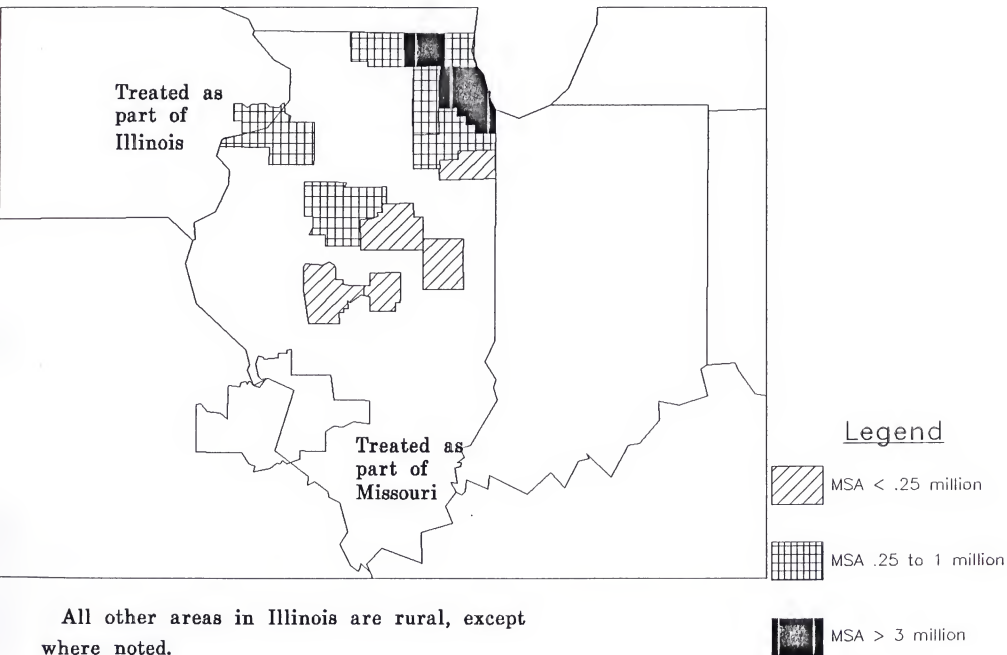 Treated as
part of
Illinois
Treated as
part of
Missouri
Legend
MSA < .25 million
MSA .25 to 1 million
MSA > 3 million
All other areas in Illinois are rural, except
where noted.